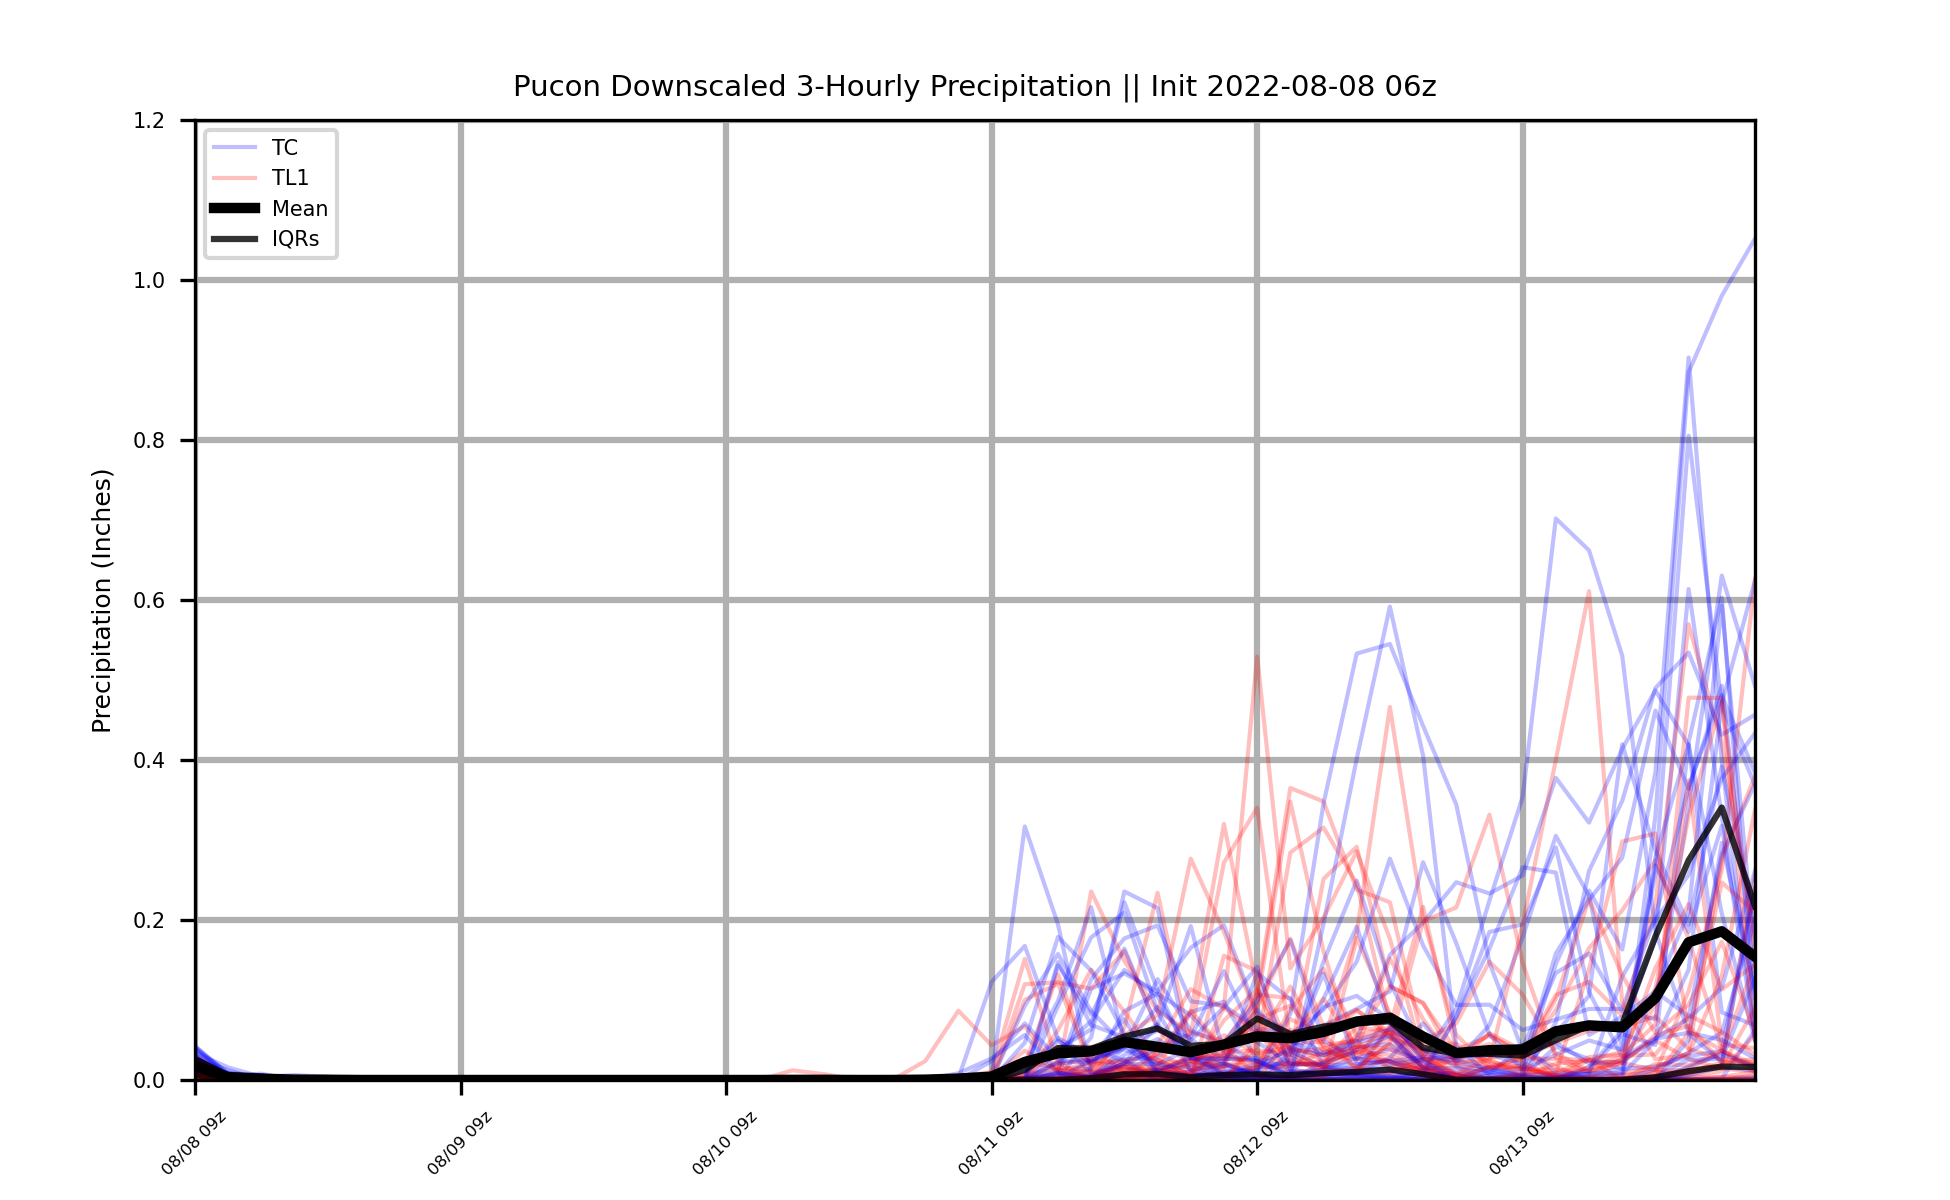 Pucon Downscaled 3-Hourly Precipitation || Init 2022-08-08 06z
1.2
1.0
0.8
0.6
0.4
0.2
0.0
Precipitation (Inches)
TC
TL1
Mean
IQRs
08/08 09z
08/09 09z
08/10 09z
08/11 09z
08/12 09z
08/13 09z